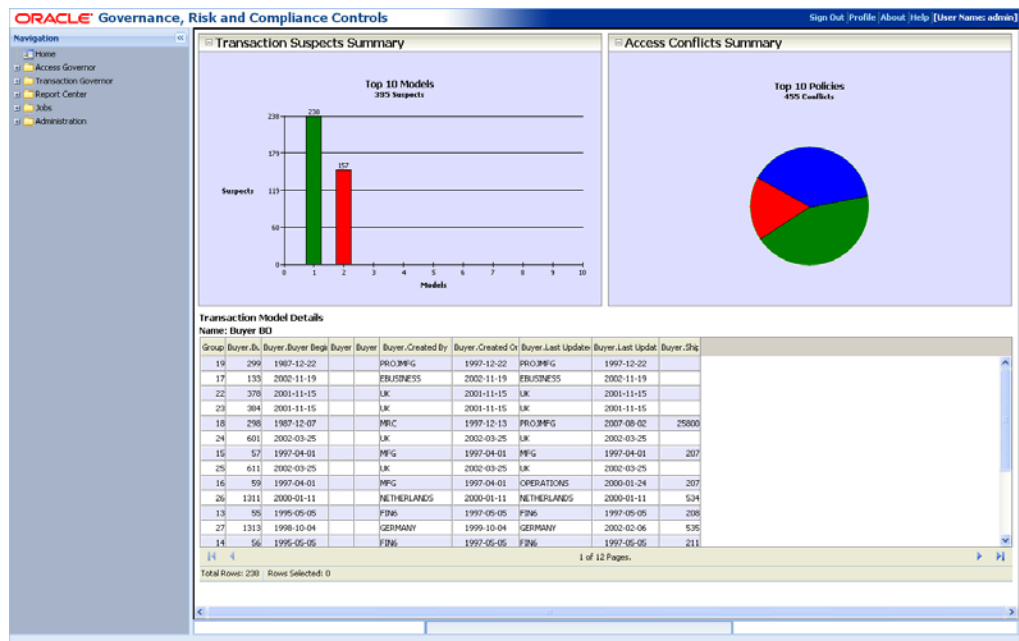 ORACLE Governance, Risk and Compliance Controls
Sign Out Profile About Help [User Name: admin]
Navigation
Home
Access Governor
Transaction Governor
Report Center
Jobs
Administration
Transaction Suspects Summary
Top 10 Models
395 Suspects
238
179
119
60
0
238
157
Suspects
0 1 2 3 4 5 6 7 8 9 10
Models
Access Conflicts Summary
Top 10 Policies
455 Conflicts
Transaction Model Details
Name: Buyer BO
Group Buyer.Bu Buyer.Buyer Begi Buyer Buyer Buyer.Created By Buyer.Created On Buyer.Last Update Buyer.Last Updat Buyer.Ship
19 299 1987-12-22 PROJMFG 1997-12-22 PROJMFG 1997-12-22
17 133 2002-11-19 EBUSINESS 2002-11-19 EBUSINESS 2002-11-19
22 378 2001-11-15 UK 2001-11-15 UK 2001-11-15
23 384 2001-11-15 UK 2001-11-15 UK 2001-11-15
18 298 1987-12-07 MRC 1997-12-13 PROJMFG 2007-08-02 25800
24 601 2002-03-25 UK 2002-03-25 UK 2002-03-25
15 57 1997-04-01 MFG 1997-04-01 MFG 1997-04-01 207
25 611 2002-03-25 UK 2002-03-25 UK 2002-03-25
16 59 1997-04-01 MFG 1997-04-01 OPERATIONS 2000-01-24 207
26 1311 2000-01-11 NETHERLANDS 2000-01-11 NETHERLANDS 2000-01-11 534
13 55 1995-05-05 FIN6 1997-05-05 FIN6 1997-05-05 208
27 1313 1998-10-04 GERMANY 1999-10-04 GERMANY 2002-02-06 535
14 56 1995-05-05 FIN6 1997-05-05 FIN6 1997-05-05 211
1 of 12 Pages.
Total Rows: 238 Rows Selected: 0